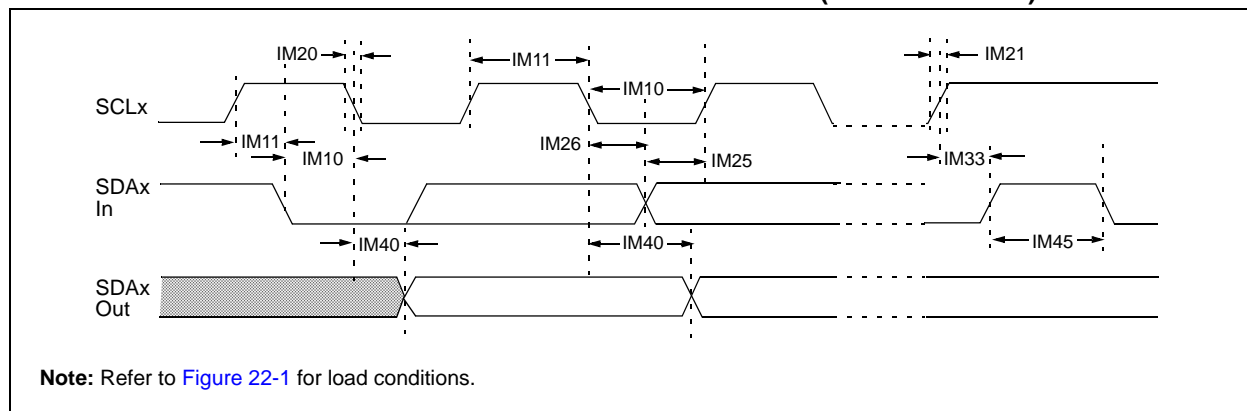 IM20
IM11
IM21
IM10
SCLx
IM11
IM26
IM10
IM25
IM33
SDAx
In
IM40
IM40
IM45
SDAx
Out
Note: Refer to Figure 22-1 for load conditions.